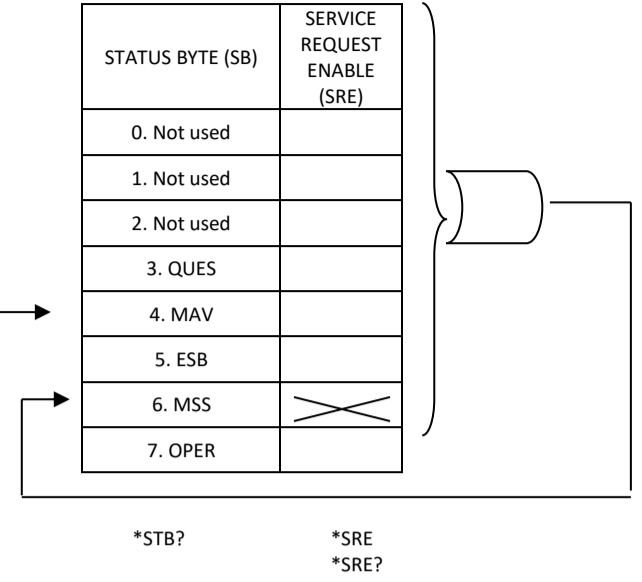 STATUS BYTE (SB)
SERVICE
REQUEST
ENABLE
(SRE)
0. Not used
1. Not used
2. Not used
3. QUES
4. MAV
5. ESB
6. MSS
7. OPER
*STB?
*SRE
*SRE?